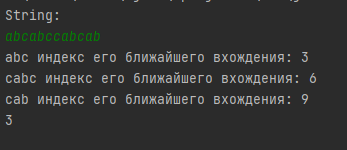 String:
abcabccabcab
abc индекс его ближайшего вхождения: 3
cabc индекс его ближайшего вхождения: 6
cab индекс его ближайшего вхождения: 9
3